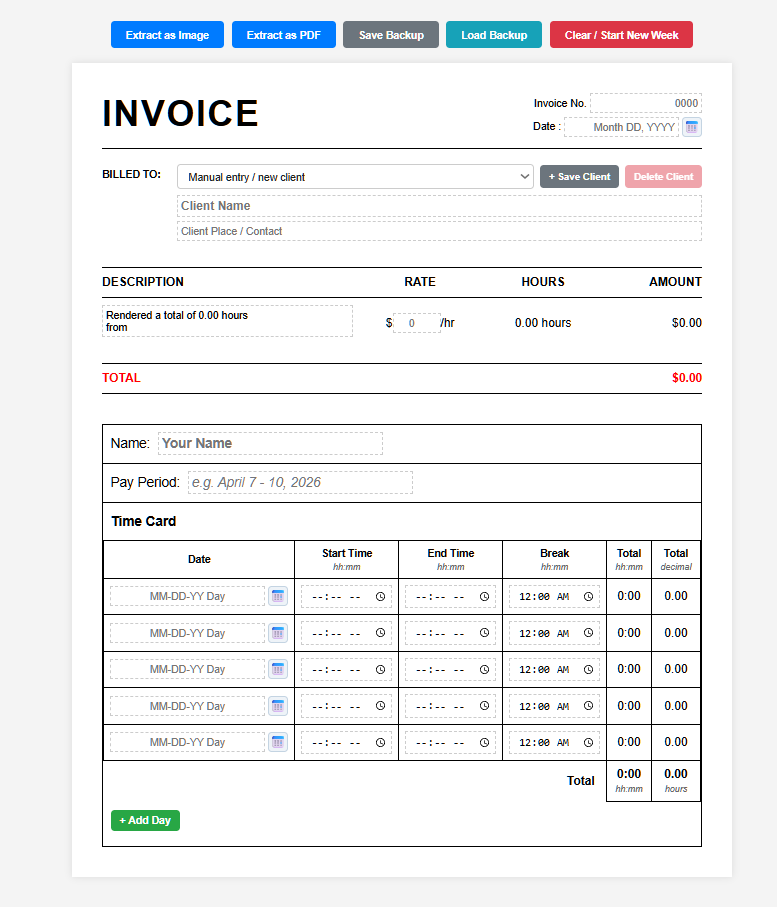 Extract as Image Extract as PDF Save Backup Load Backup Clear / Start New Week
INVOICE
Invoice No. 0000
Date : Month DD, YYYY
BILLED TO: Manual entry / new client + Save Client Delete Client
Client Name
Client Place / Contact
DESCRIPTION RATE HOURS AMOUNT
Rendered a total of 0.00 hours
from
$ 0 /hr 0.00 hours $0.00
TOTAL $0.00
Name: Your Name
Pay Period: e.g. April 7 - 10, 2026
Time Card
Date Start Time End Time Break Total Total
hh:mm hh:mm hh:mm hh:mm decimal
MM-DD-YY Day --:-- -- --:-- -- 12:00 AM 0:00 0.00
MM-DD-YY Day --:-- -- --:-- -- 12:00 AM 0:00 0.00
MM-DD-YY Day --:-- -- --:-- -- 12:00 AM 0:00 0.00
MM-DD-YY Day --:-- -- --:-- -- 12:00 AM 0:00 0.00
MM-DD-YY Day --:-- -- --:-- -- 12:00 AM 0:00 0.00
Total 0:00 0.00
hh:mm hours
+ Add Day